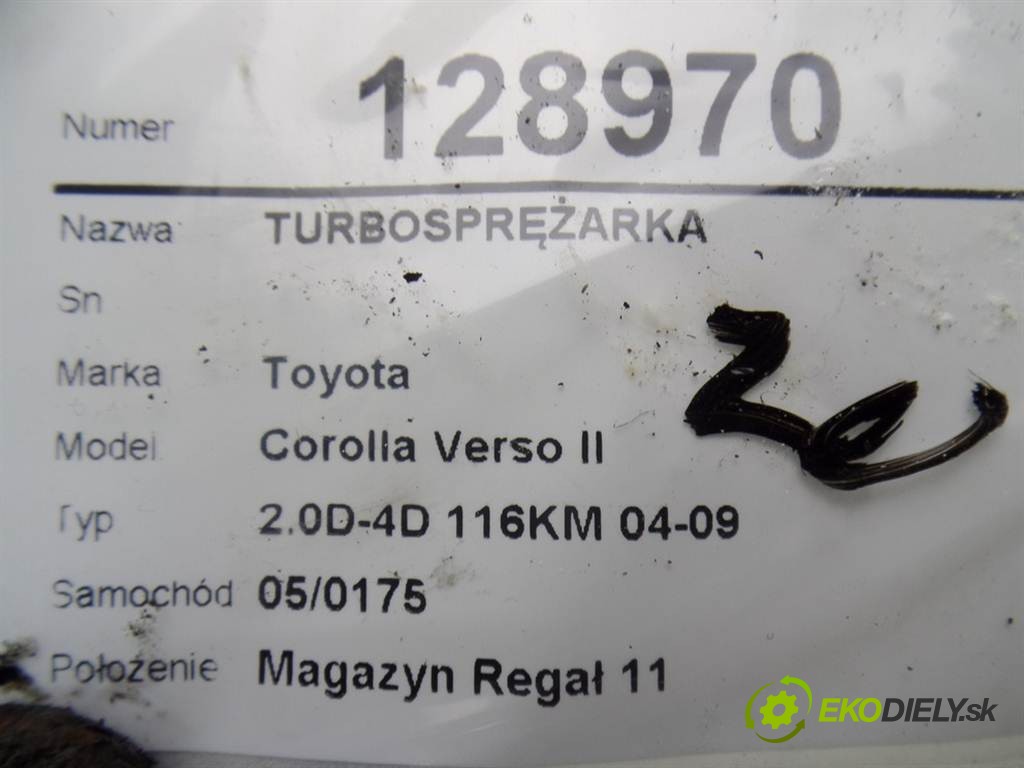 Numer 128970
Nazwa TURBOSPRĘŻARKA
Sn
Marka Toyota
Model Corolla Verso II
Typ 2.0D-4D 116KM 04-09
Samochód 05/0175
Położenie Magazyn Regał 11
EKODIELY.sk